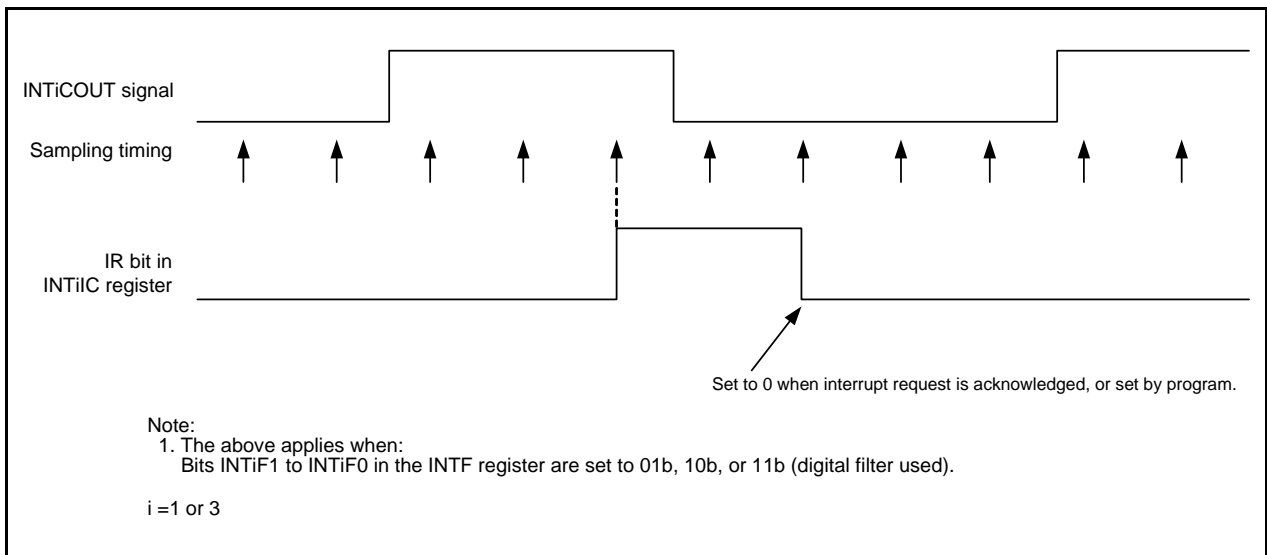 INTiCOUT signal
Sampling timing
IR bit in
INTiIC register
Set to 0 when interrupt request is acknowledged, or set by program.
Note:
1. The above applies when:
Bits INTiF1 to INTiF0 in the INTF register are set to 01b, 10b, or 11b (digital filter used).
i =1 or 3